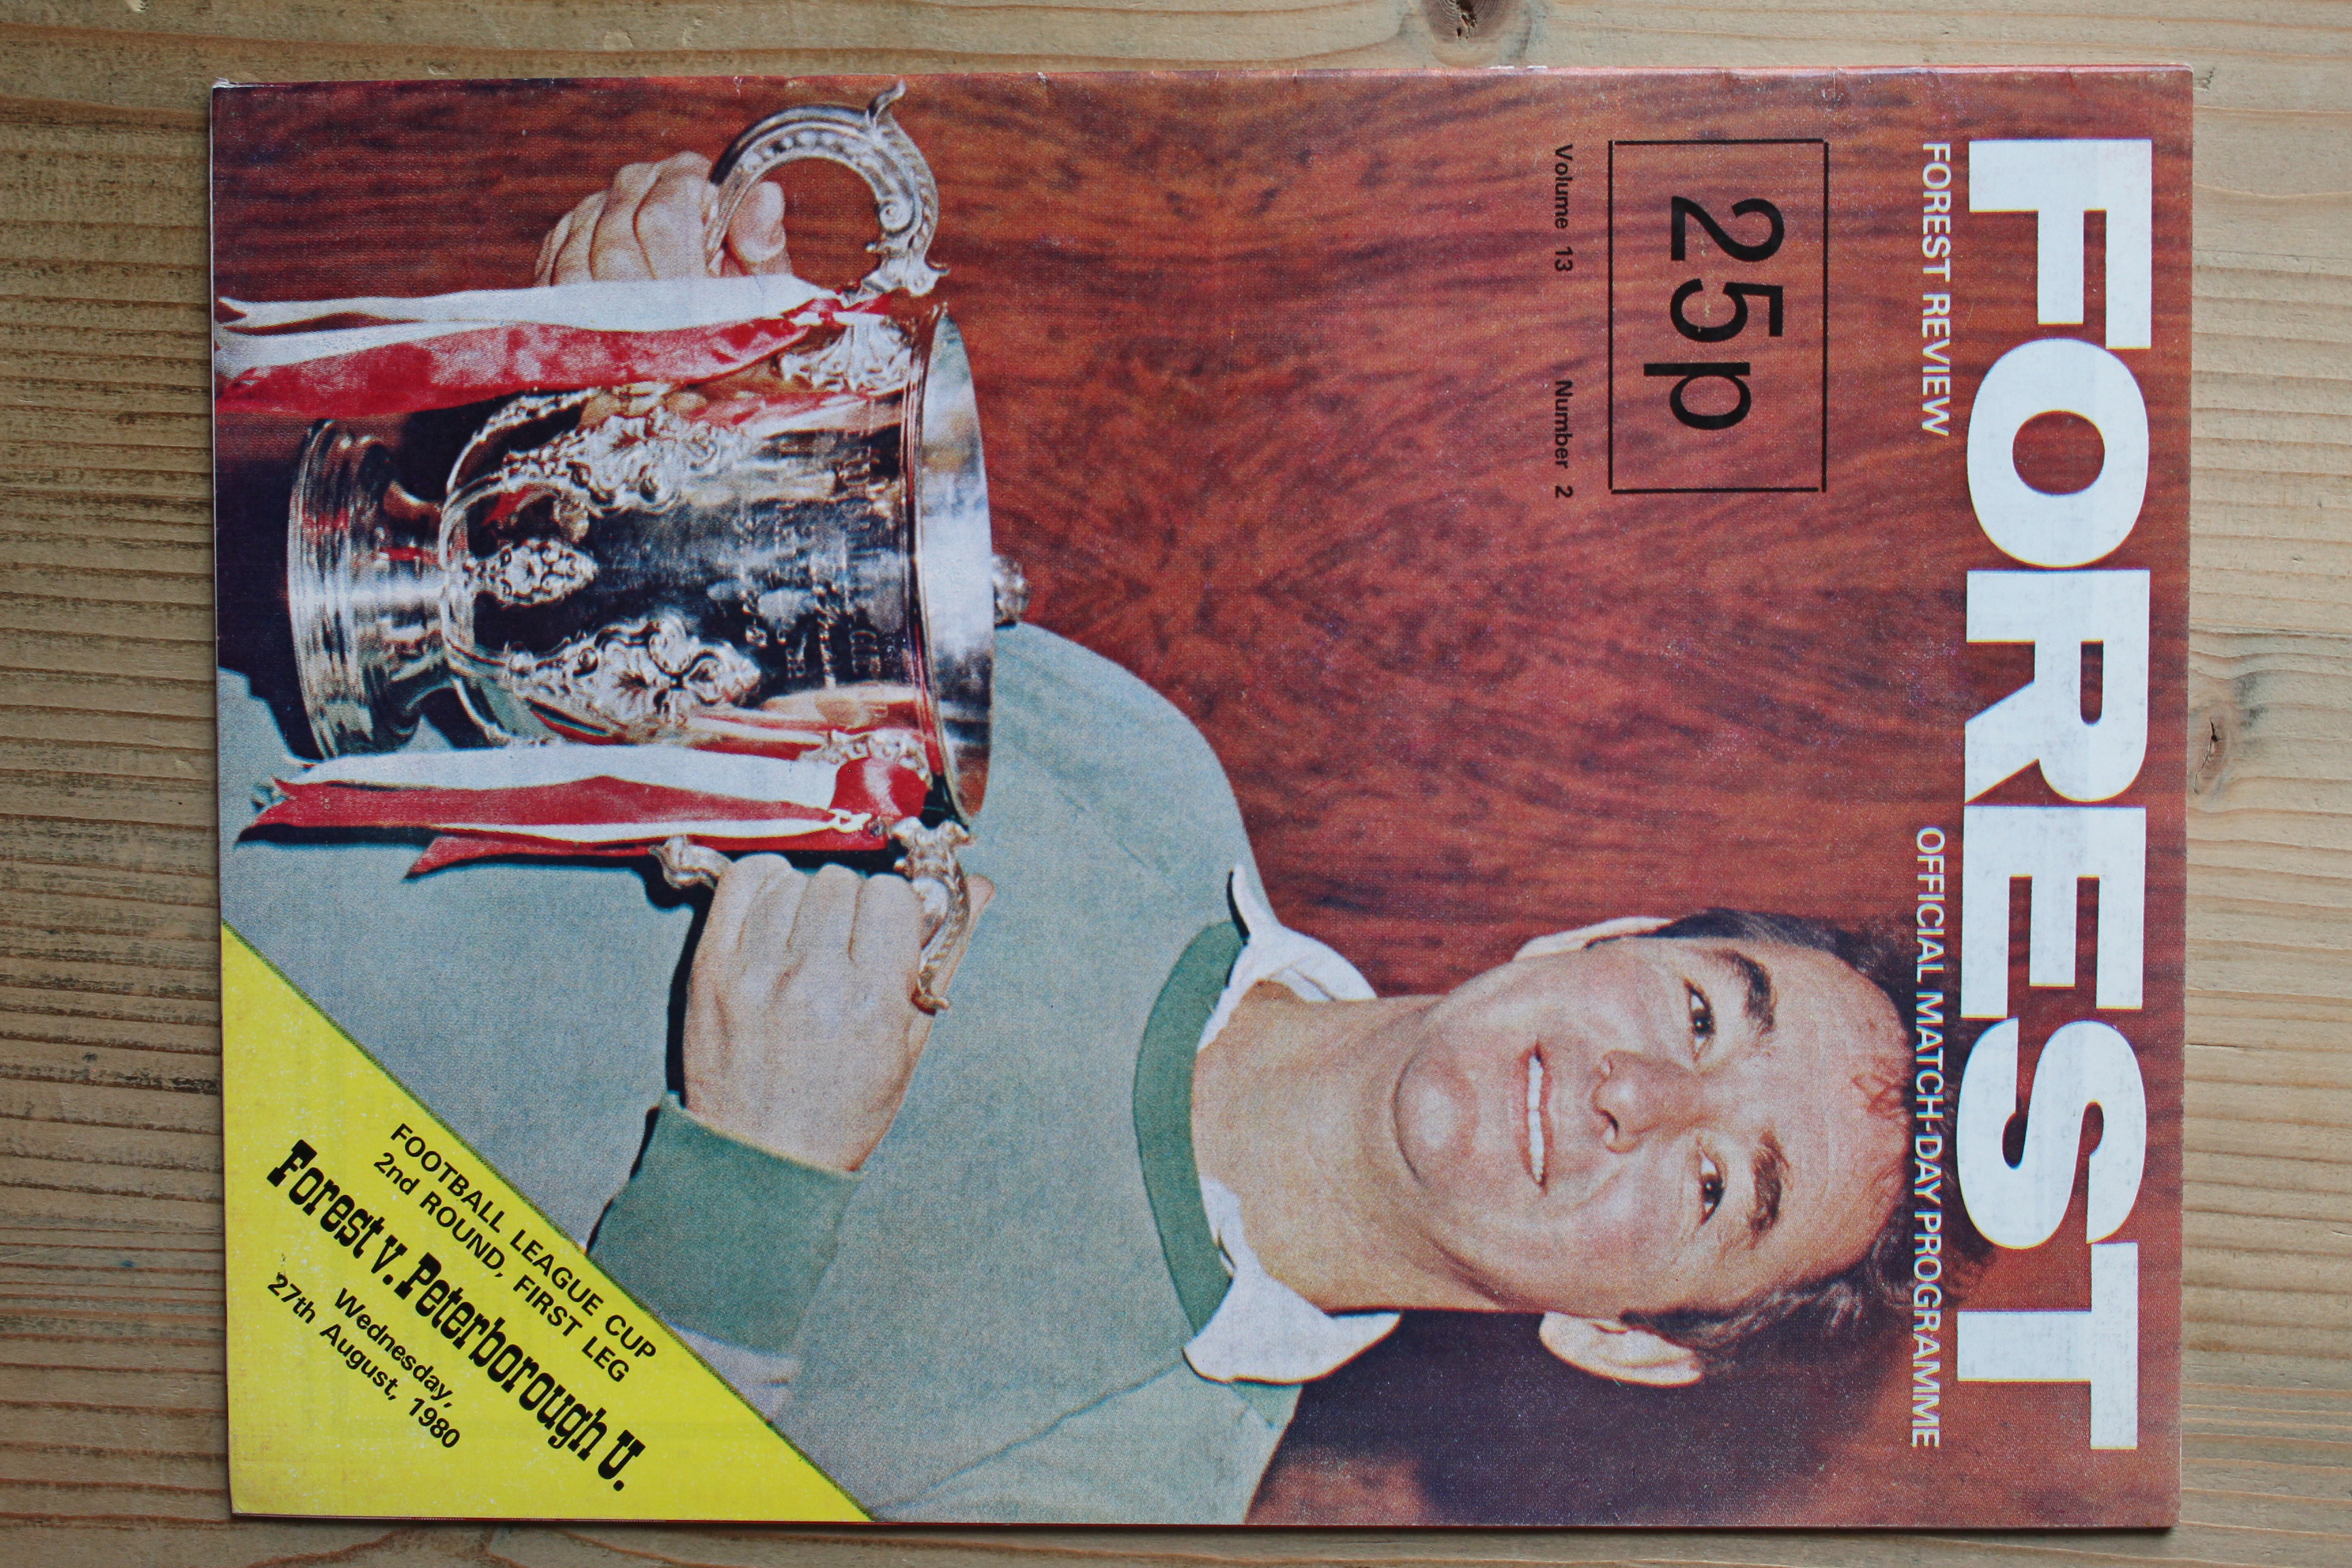 FOREST
FOREST REVIEW
OFFICIAL MATCH-DAY PROGRAMME
25p
Volume 13 Number 2
FOOTBALL LEAGUE CUP
2nd ROUND, FIRST LEG
Forest v. Peterborough U.
Wednesday,
27th August, 1980